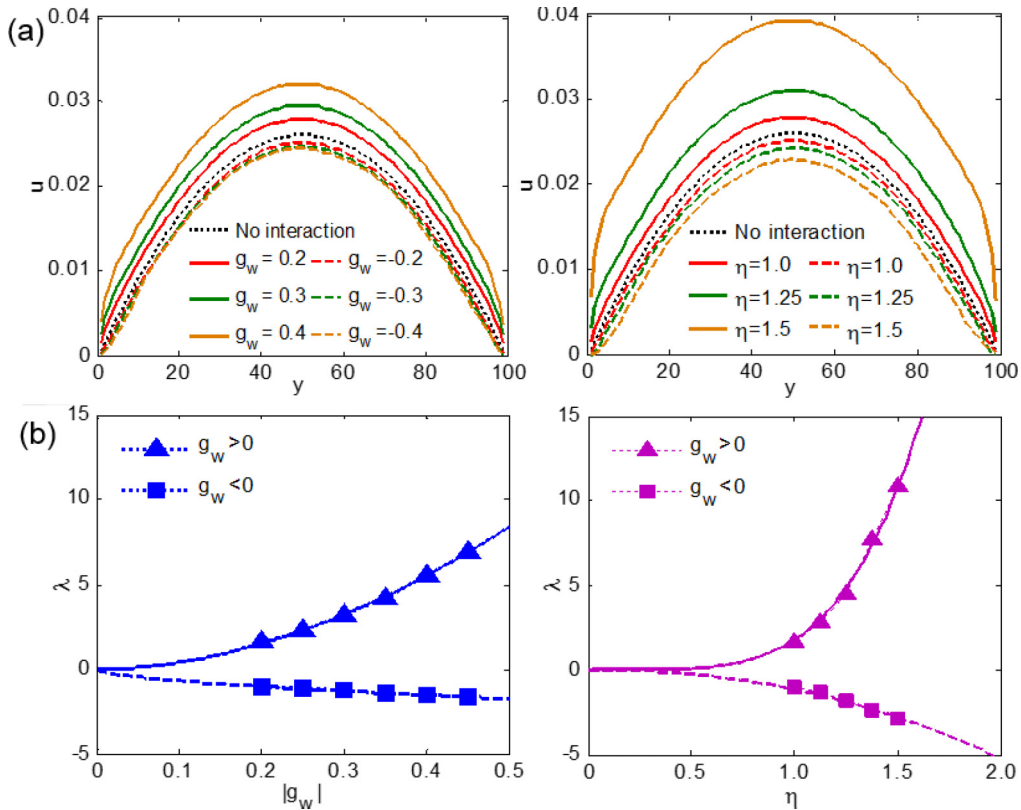 (a)
0.04
0.03
0.02
0.01
0
u
No interaction
g_w = 0.2 g_w=-0.2
g_w = 0.3 g_w=-0.3
g_w = 0.4 g_w=-0.4
0 20 40 60 80 100
y
0.04
0.03
0.02
0.01
0
u
No interaction
η=1.0 η=1.0
η=1.25 η=1.25
η=1.5 η=1.5
0 20 40 60 80 100
y
(b)
15
10
5
0
-5
λ
g_w >0
g_w <0
0 0.1 0.2 0.3 0.4 0.5
|g_w|
15
10
5
0
-5
λ
g_w >0
g_w <0
0 0.5 1.0 1.5 2.0
η